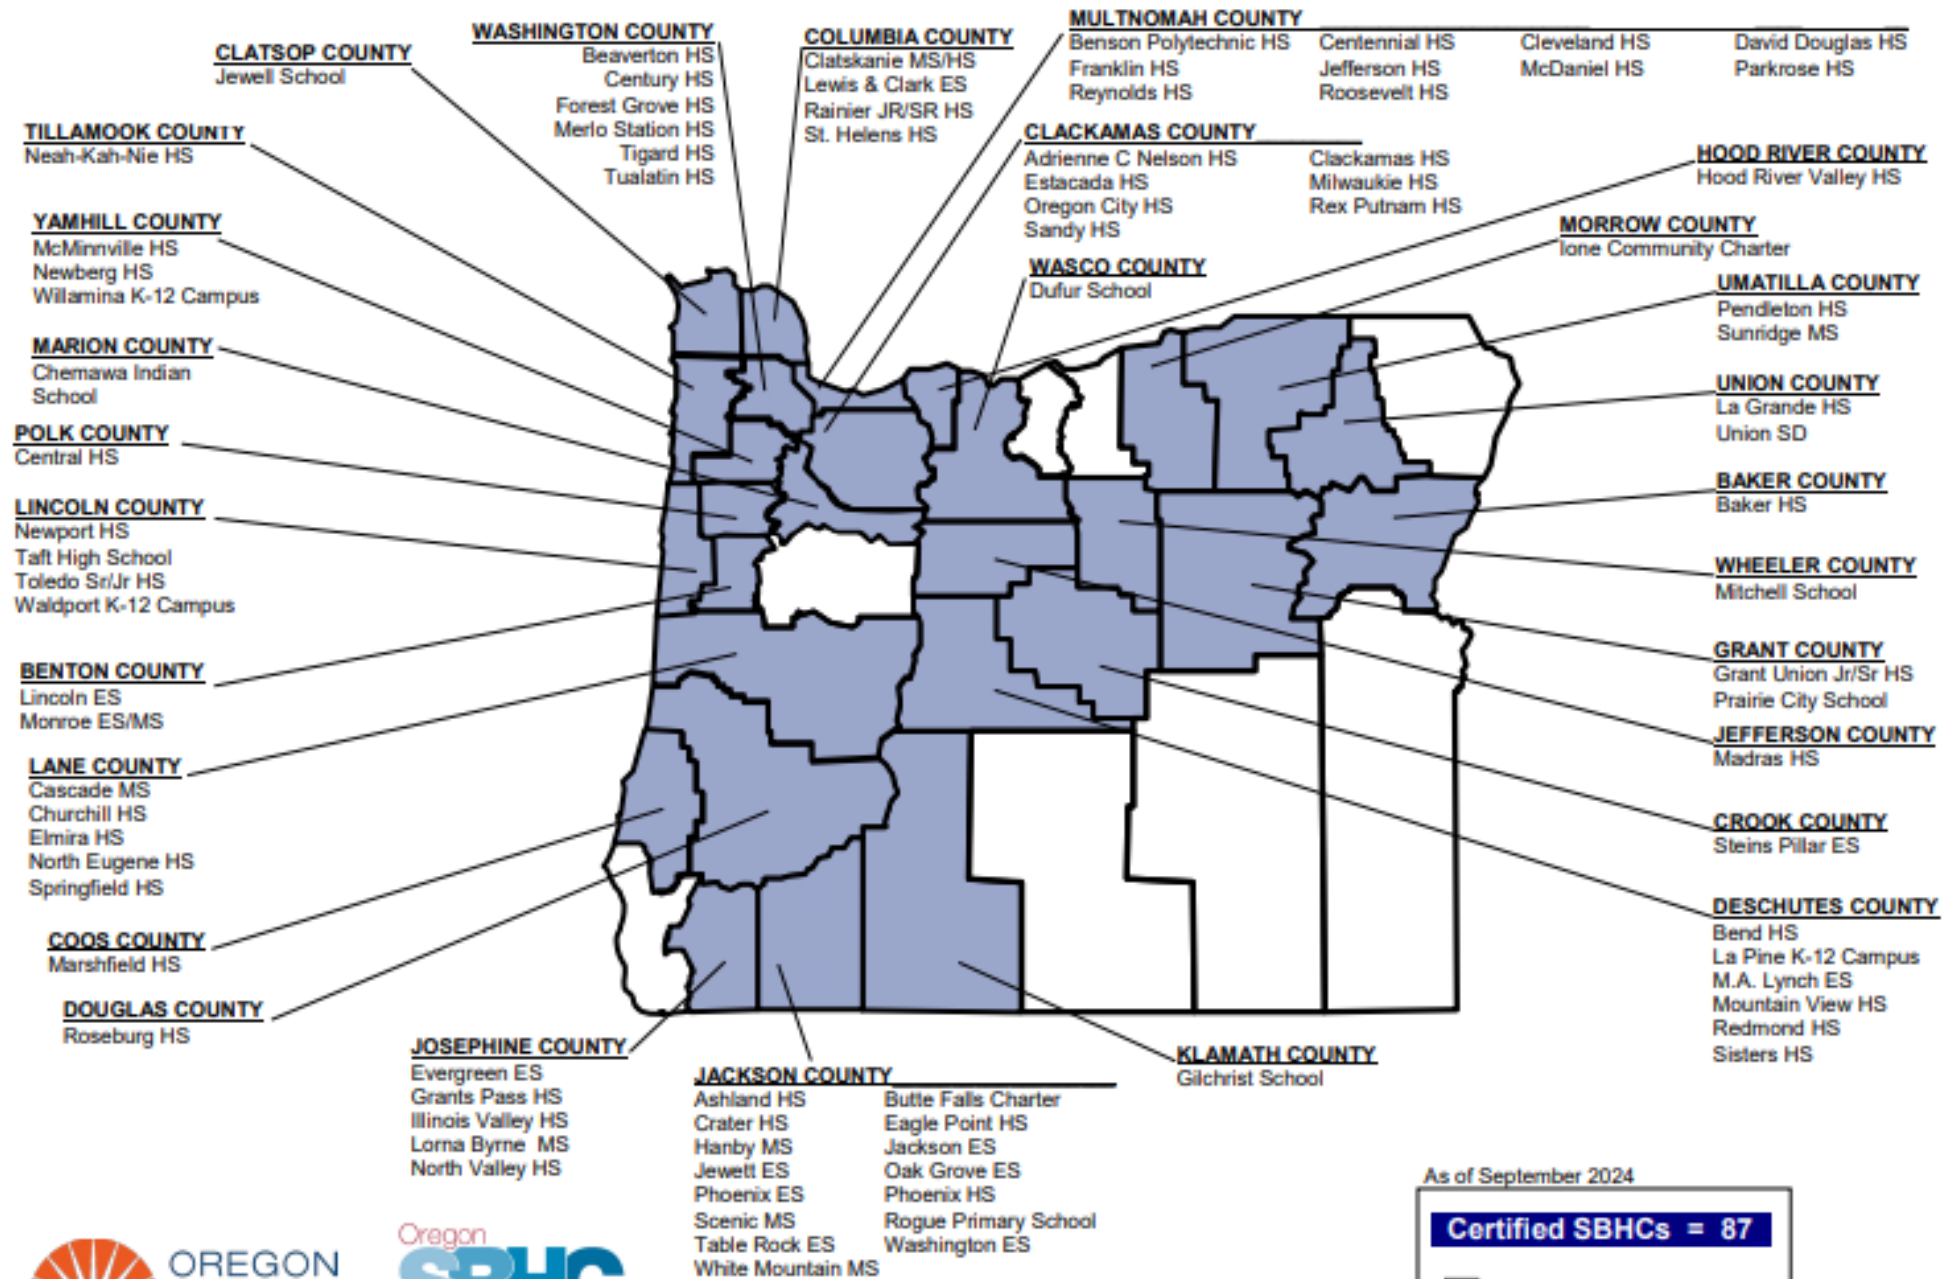 CLATSOP COUNTY
Jewell School
WASHINGTON COUNTY
Beaverton HS
Century HS
Forest Grove HS
Merlo Station HS
Tigard HS
Tualatin HS
COLUMBIA COUNTY
Clatskanie MS/HS
Lewis & Clark ES
Rainier JR/SR HS
St. Helens HS
MULTNOMAH COUNTY
Benson Polytechnic HS Centennial HS Cleveland HS David Douglas HS
Franklin HS Jefferson HS McDaniel HS Parkrose HS
Reynolds HS Roosevelt HS
CLACKAMAS COUNTY
Adrienne C Nelson HS Clackamas HS
Estacada HS Milwaukie HS
Oregon City HS Rex Putnam HS
Sandy HS
WASCO COUNTY
Dufur School
HOOD RIVER COUNTY
Hood River Valley HS
MORROW COUNTY
Ione Community Charter
UMATILLA COUNTY
Pendleton HS
Sunridge MS
UNION COUNTY
La Grande HS
Union SD
BAKER COUNTY
Baker HS
WHEELER COUNTY
Mitchell School
GRANT COUNTY
Grant Union Jr/Sr HS
Prairie City School
JEFFERSON COUNTY
Madras HS
CROOK COUNTY
Steins Pillar ES
DESCHUTES COUNTY
Bend HS
La Pine K-12 Campus
M.A. Lynch ES
Mountain View HS
Redmond HS
Sisters HS
TILLAMOOK COUNTY
Neah-Kah-Nie HS
YAMHILL COUNTY
McMinnville HS
Newberg HS
Willamina K-12 Campus
MARION COUNTY
Chemawa Indian
School
POLK COUNTY
Central HS
LINCOLN COUNTY
Newport HS
Taft High School
Toledo Sr/Jr HS
Waldport K-12 Campus
BENTON COUNTY
Lincoln ES
Monroe ES/MS
LANE COUNTY
Cascade MS
Churchill HS
Elmira HS
North Eugene HS
Springfield HS
COOS COUNTY
Marshfield HS
DOUGLAS COUNTY
Roseburg HS
JOSEPHINE COUNTY
Evergreen ES
Grants Pass HS
Illinois Valley HS
Lorna Byrne MS
North Valley HS
JACKSON COUNTY
Ashland HS Butte Falls Charter
Crater HS Eagle Point HS
Hanby MS Jackson ES
Jewett ES Oak Grove ES
Phoenix ES Phoenix HS
Scenic MS Rogue Primary School
Table Rock ES Washington ES
White Mountain MS
KLAMATH COUNTY
Gilchrist School
As of September 2024
Certified SBHCs = 87
OREGON
Oregon
SBHC